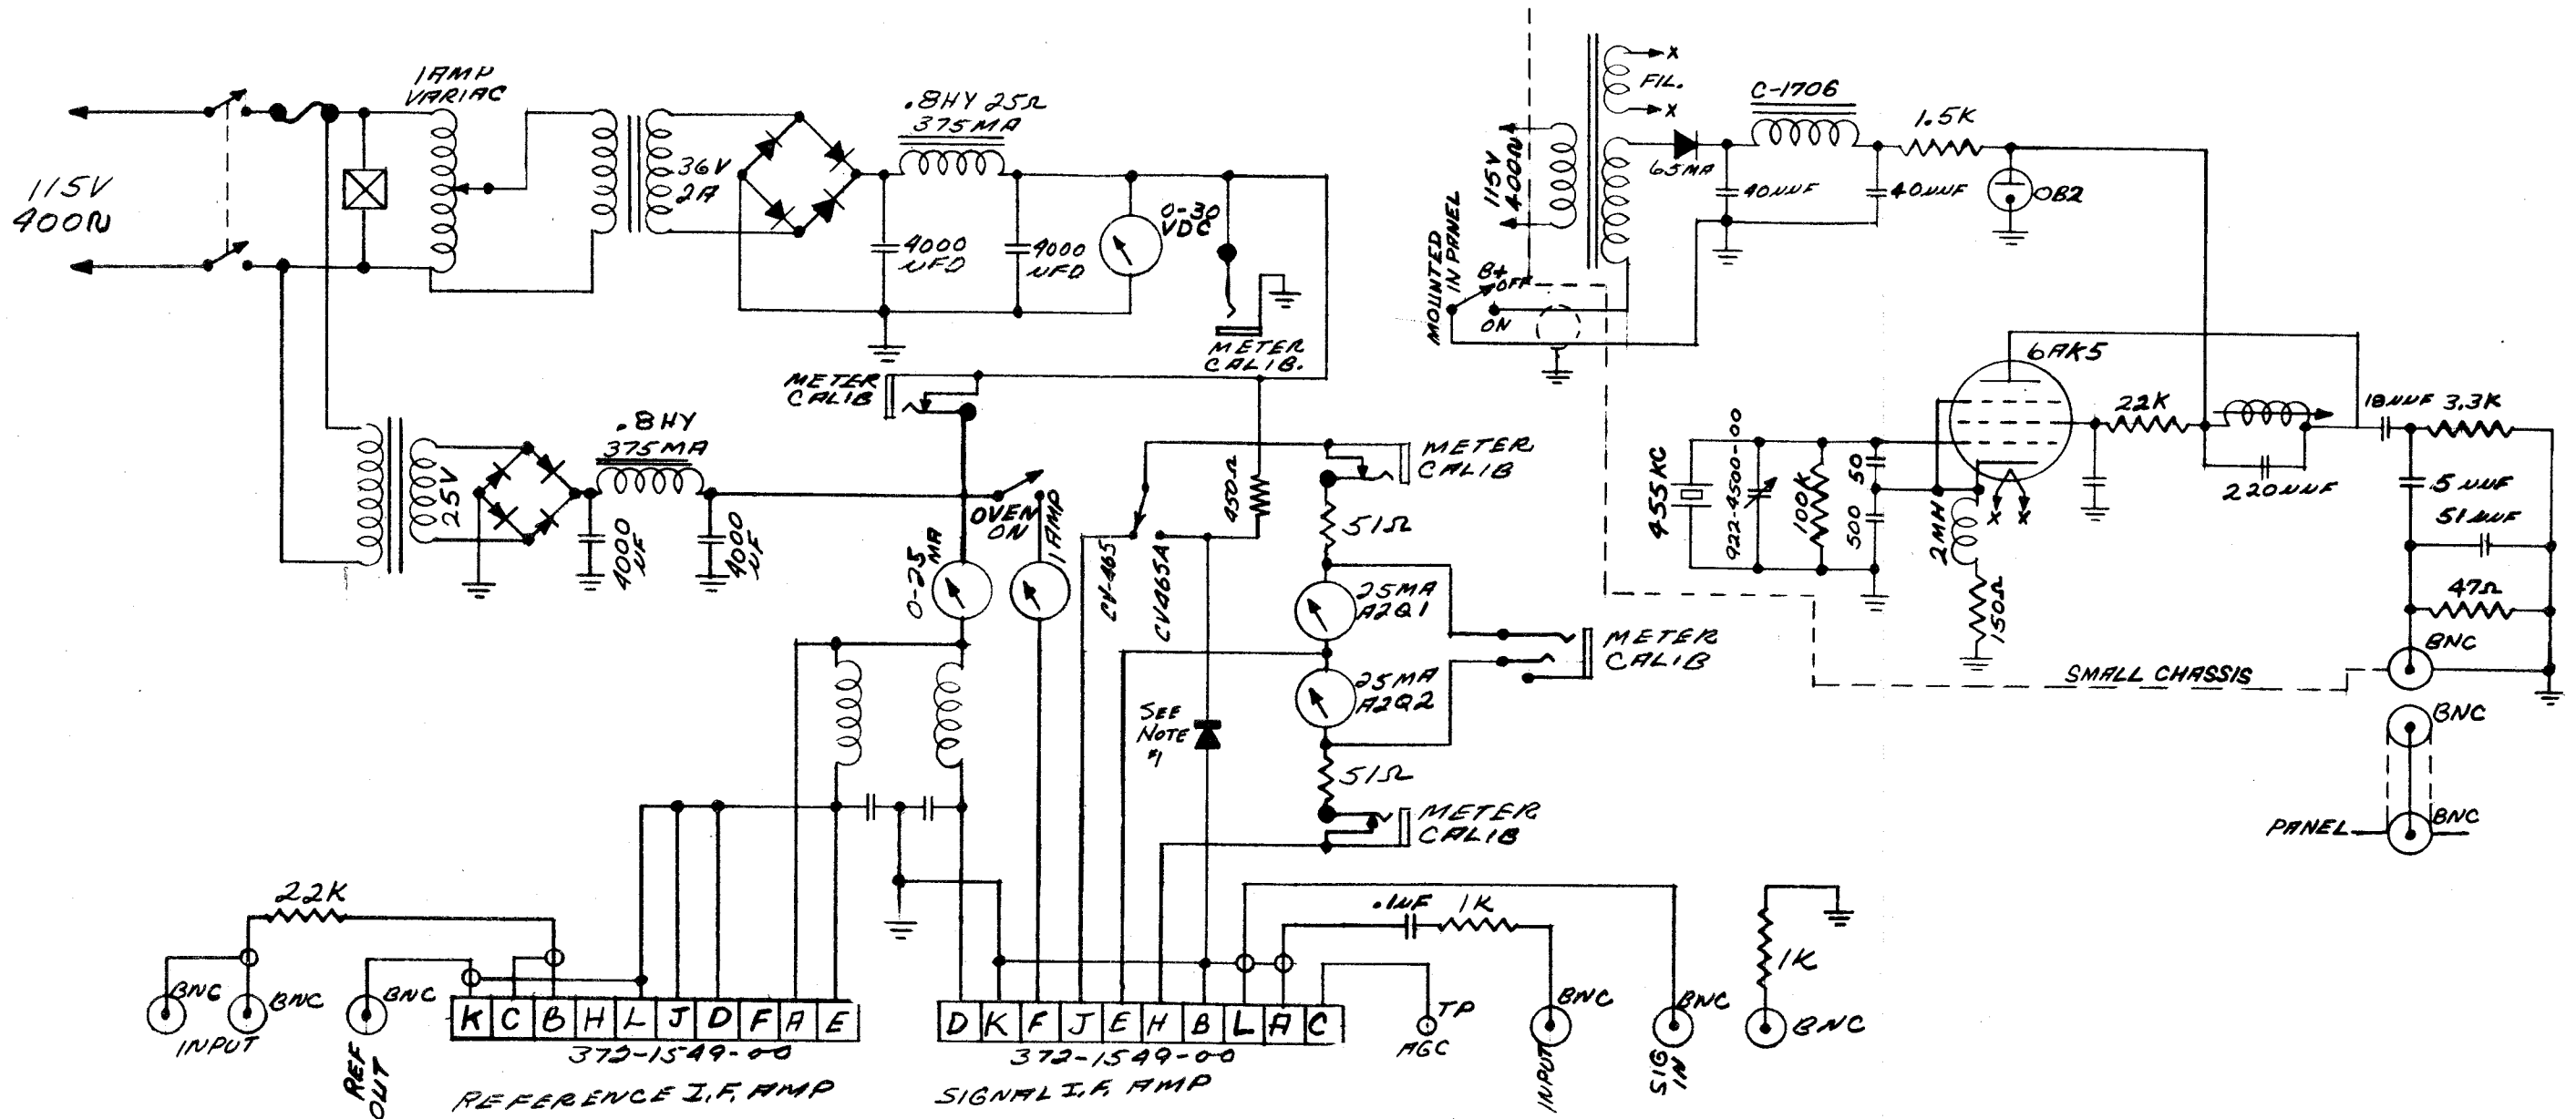 1AMP
VARIAC
115V
400N
36V
2A
.8HY 25Ω
375MA
4000
UFD
4000
UFD
0-30
VDC
METER
CALIB.
METER
CALIB
25V
.8HY
375MA
4000
UF
4000
UF
OVEN
ON
0-25
MA
1 AMP
CV-465
CV465A
450Ω
METER
CALIB
51Ω
25MA
A2Q1
25MA
A2Q2
METER
CALIB
51Ω
METER
CALIB
SEE
NOTE
#1
115V
400N
X
FIL.
X
65MA
C-1706
40UUF
40UUF
1.5K
OB2
MOUNTED
IN PANEL
B+
OFF
ON
6AK5
455KC
922-4500-00
100K
50
500
2MH
150Ω
X X
22K
220UUF
18UUF
3.3K
5 UUF
51UUF
47Ω
BNC
SMALL CHASSIS
BNC
PANEL
BNC
22K
BNC
BNC
INPUT
BNC
REF
OUT
K C B H L J D F A E
372-1549-00
REFERENCE I.F. AMP
D K F J E H B L A C
372-1549-00
SIGNAL I.F. AMP
TP
AGC
.1UF
1K
BNC
INPUT
BNC
SIG
IN
1K
BNC